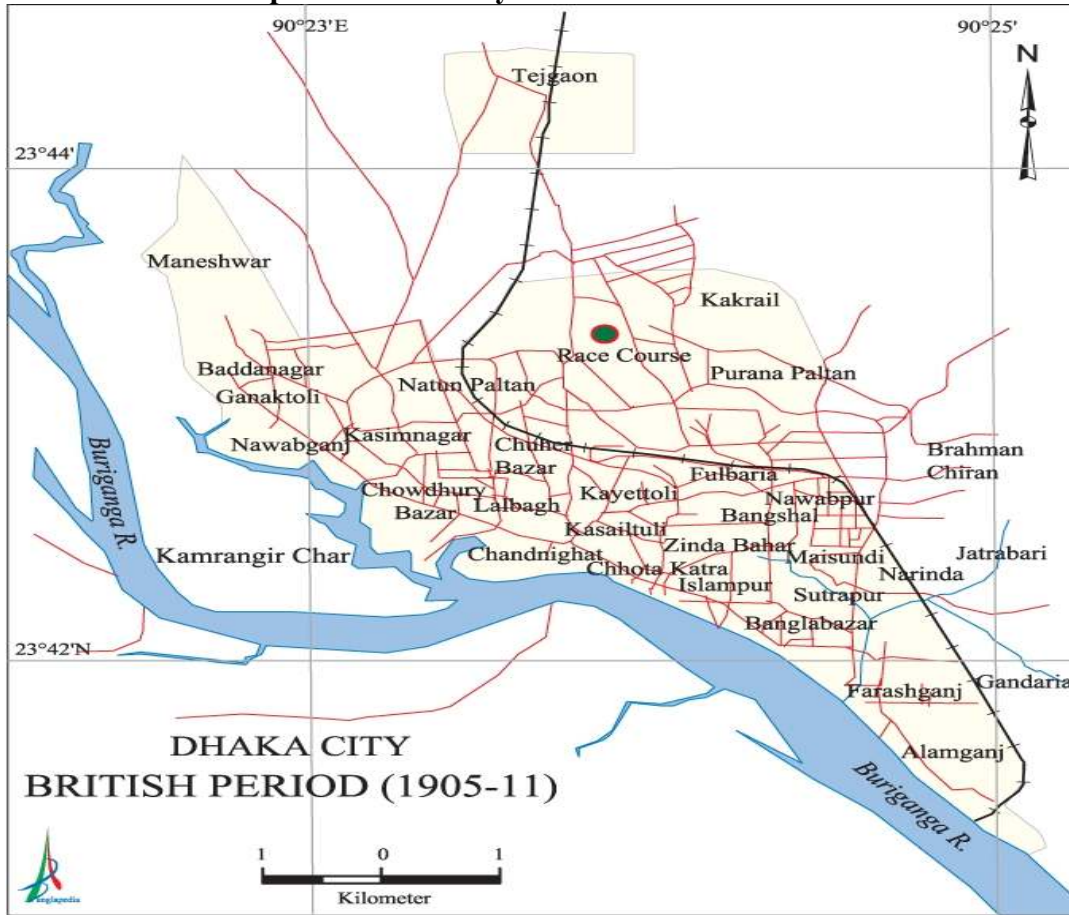 90°23'E
90°25'
Tejgaon
N
23°44'
Maneshwar
Kakrail
Race Course
Baddanagar
Purana Paltan
Natun Paltan
Ganaktoli
Nawabganj
Kasimnagar
Chuiher
Bazar
Brahman
Chiran
Buriganga R.
Fulbaria
Chowdhury
Bazar
Lalbagh
Kayettoli
Nawabpur
Bangshal
Kasailtuli
Kamrangir Char
Chandnighat
Zinda Bahar
Maisundi
Jatrabari
Chhota Katra
Narinda
Islampur
Sutrapur
Banglabazar
23°42'N
Farashganj
Gandaria
DHAKA CITY
BRITISH PERIOD (1905-11)
Alamganj
Buriganga R.
1 0 1
Kilometer
anglapedia